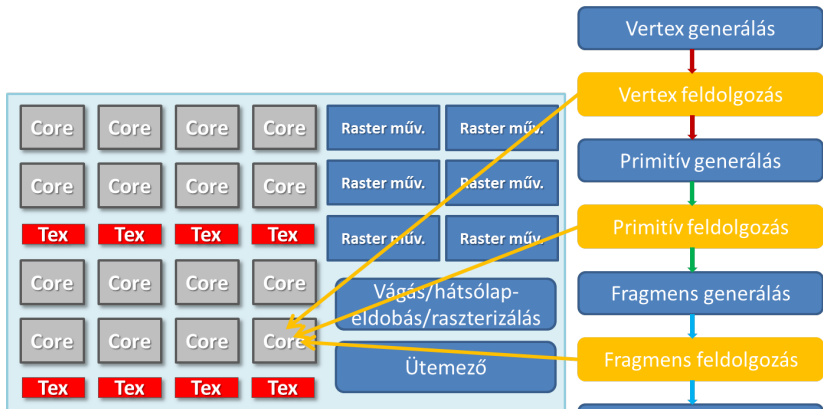 Vertex generálás
Vertex feldolgozás
Primitív generálás
Primitív feldolgozás
Fragmens generálás
Fragmens feldolgozás
Core Core Core Core
Core Core Core Core
Tex Tex Tex Tex
Core Core Core Core
Core Core Core Core
Tex Tex Tex Tex
Raster műv. Raster műv.
Raster műv. Raster műv.
Raster műv. Raster műv.
Vágás/hátsólap-
eldobás/raszterizálás
Ütemező